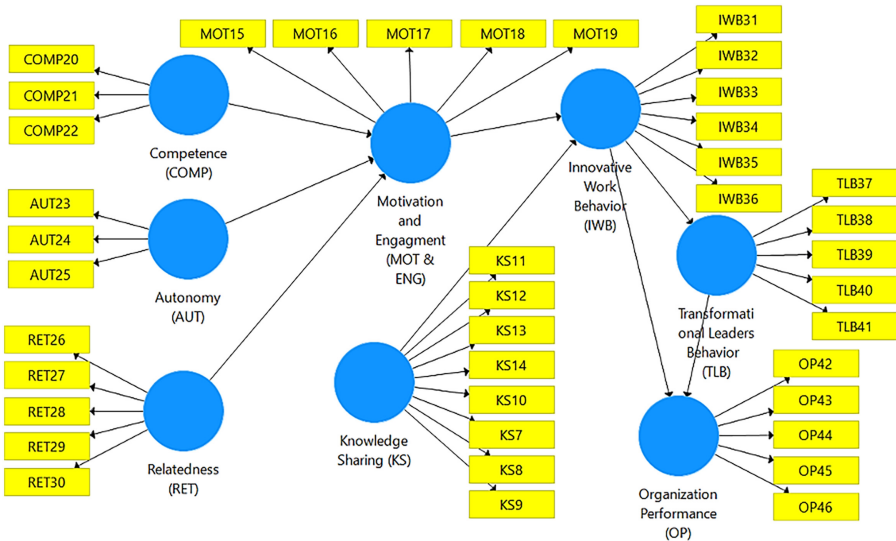 MOT15
MOT16
MOT17
MOT18
MOT19
COMP20
COMP21
COMP22
Competence
(COMP)
AUT23
AUT24
AUT25
Autonomy
(AUT)
RET26
RET27
RET28
RET29
RET30
Relatedness
(RET)
Motivation
and
Engagment
(MOT &
ENG)
KS11
KS12
KS13
KS14
KS10
KS7
KS8
KS9
Knowledge
Sharing (KS)
IWB31
IWB32
IWB33
IWB34
IWB35
IWB36
Innovative
Work
Behavior
(IWB)
TLB37
TLB38
TLB39
TLB40
TLB41
Transformati
onal Leaders
Behavior
(TLB)
OP42
OP43
OP44
OP45
OP46
Organization
Performance
(OP)